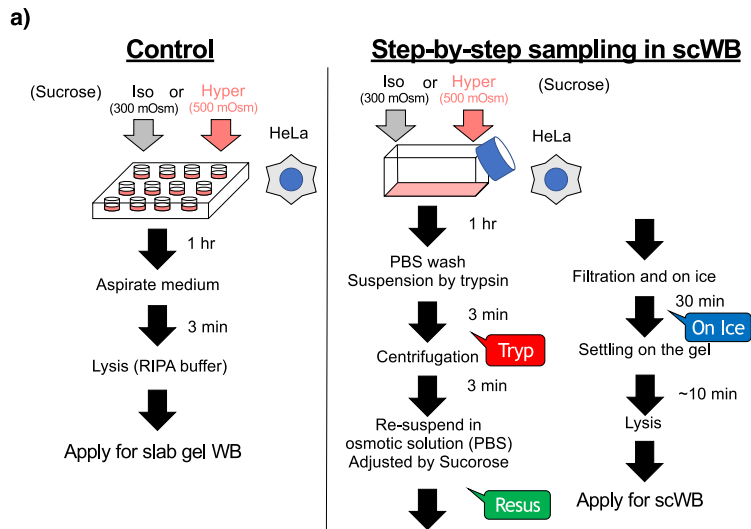 a)
Control
(Sucrose)
Iso or Hyper
(300 mOsm) (500 mOsm)
HeLa
1 hr
Aspirate medium
3 min
Lysis (RIPA buffer)
Apply for slab gel WB
Step-by-step sampling in scWB
Iso or Hyper
(300 mOsm) (500 mOsm)
(Sucrose)
HeLa
1 hr
PBS wash
Suspension by trypsin
3 min
Tryp
Centrifugation
3 min
Re-suspend in
osmotic solution (PBS)
Adjusted by Sucorose
Resus
Filtration and on ice
30 min
On Ice
Settling on the gel
~10 min
Lysis
Apply for scWB